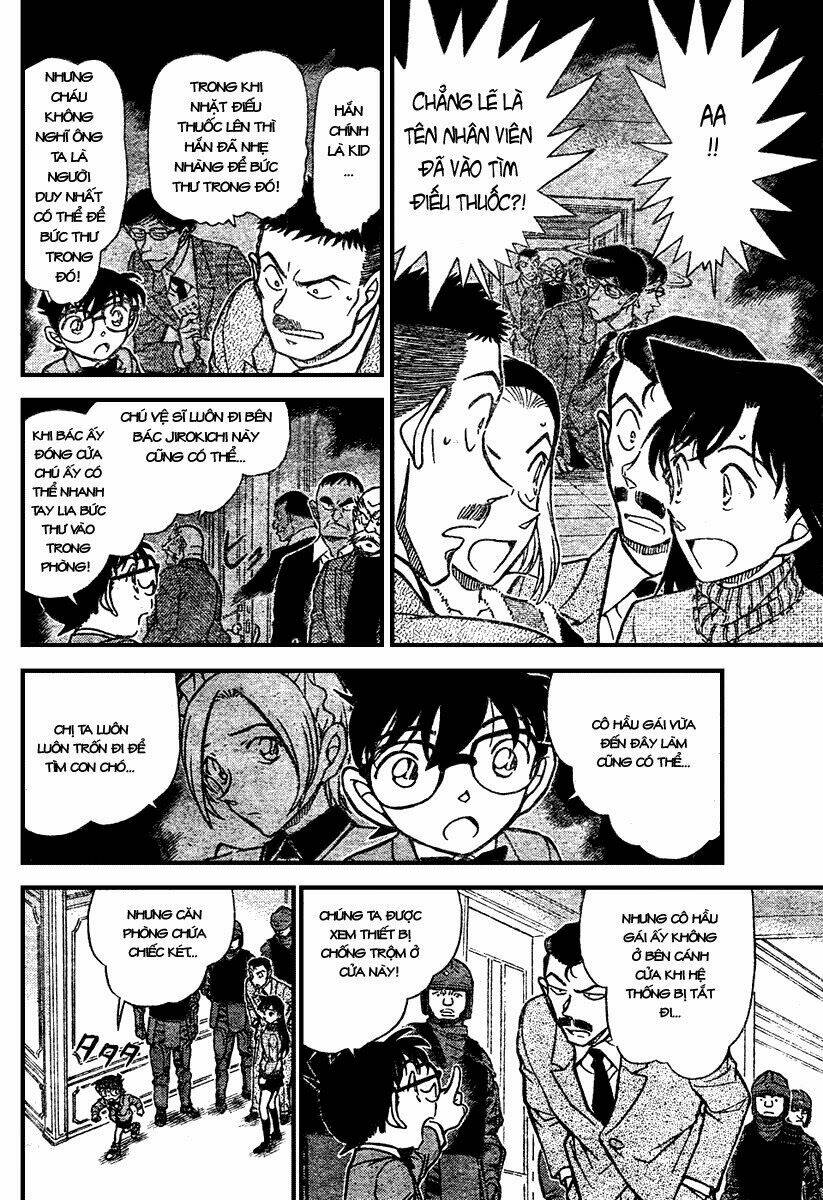 AA
!!
CHẲNG LẼ LÀ
TÊN NHÂN VIÊN
ĐÃ VÀO TÌM
ĐIẾU THUỐC?!
HẮN
CHÍNH
LÀ KID
...
TRONG KHI
NHẶT ĐIẾU
THUỐC LÊN THÌ
HẮN ĐÃ NHẸ
NHÀNG ĐỂ BỨC
THƯ TRONG ĐÓ!
NHƯNG
CHÁU
KHÔNG
NGHĨ ÔNG
TA LÀ
NGƯỜI
DUY NHẤT
CÓ THỂ ĐỂ
BỨC THƯ
TRONG
ĐÓ!
CHÚ VỆ SĨ LUÔN ĐI BÊN
BÁC JIROKICHI NÀY
CŨNG CÓ THỂ...
KHI BÁC ẤY
ĐÓNG CỬA
CHÚ ẤY CÓ
THỂ NHANH
TAY LIA BỨC
THƯ VÀO
TRONG
PHÒNG!
CÔ HẦU GÁI VỪA
ĐẾN ĐÂY LÀM
CŨNG CÓ THỂ...
CHỊ TA LUÔN
LUÔN TRỐN ĐI ĐỂ
TÌM CON CHÓ...
NHƯNG CÔ HẦU
GÁI ẤY KHÔNG
Ở BÊN CÁNH
CỬA KHI HỆ
THỐNG BỊ TẮT
ĐI...
CHÚNG TA ĐƯỢC
XEM THIẾT BỊ
CHỐNG TRỘM Ở
CỬA NÀY!
NHƯNG CĂN
PHÒNG CHỨA
CHIẾC KÉT...
タタタ